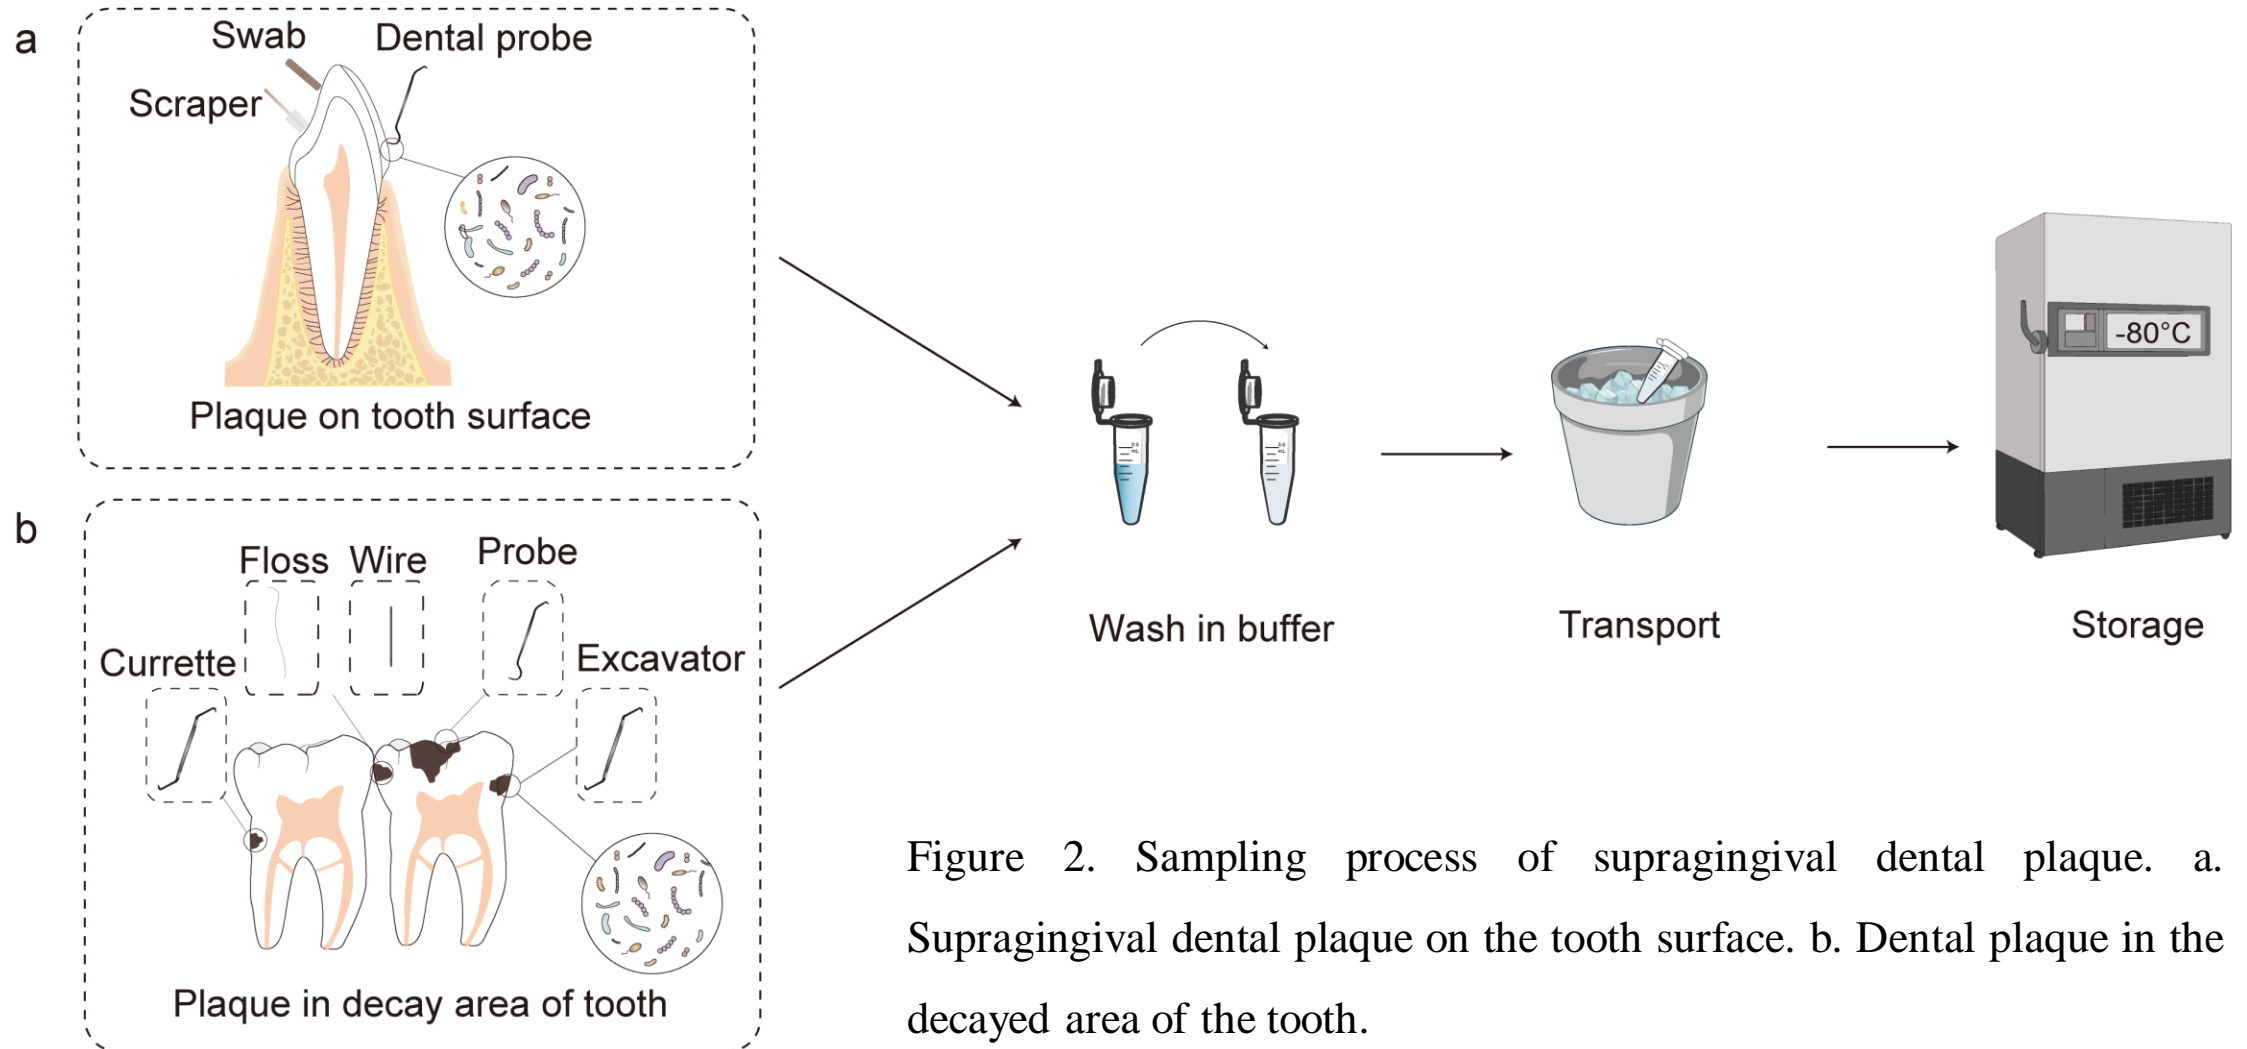 a
Swab
Dental probe
Scraper
Plaque on tooth surface
b
Floss
Wire
Probe
Currette
Excavator
Plaque in decay area of tooth
Wash in buffer
Transport
-80°C
Storage
Figure 2. Sampling process of supragingival dental plaque. a.
Supragingival dental plaque on the tooth surface. b. Dental plaque in the
decayed area of the tooth.